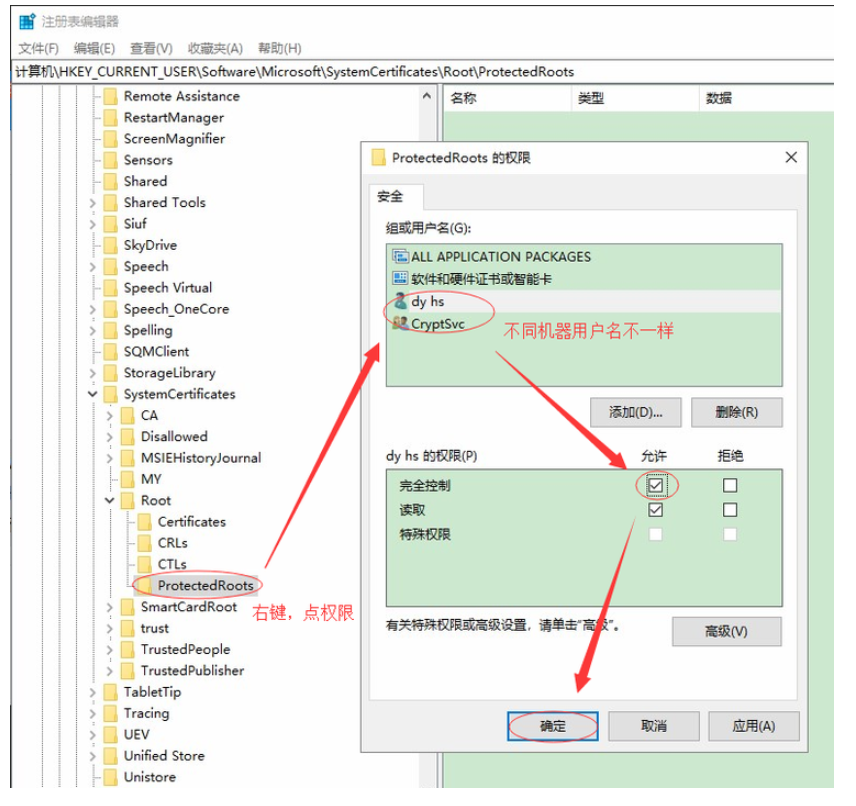 注册表编辑器
文件(F) 编辑(E) 查看(V) 收藏夹(A) 帮助(H)
计算机\HKEY_CURRENT_USER\Software\Microsoft\SystemCertificates\Root\ProtectedRoots
Remote Assistance
RestartManager
ScreenMagnifier
Sensors
Shared
Shared Tools
Siuf
SkyDrive
Speech
Speech Virtual
Speech_OneCore
Spelling
SQMClient
StorageLibrary
SystemCertificates
CA
Disallowed
MSIEHistoryJournal
MY
Root
Certificates
CRLs
CTLs
ProtectedRoots
SmartCardRoot
trust
TrustedPeople
TrustedPublisher
TabletTip
Tracing
UEV
Unified Store
Unistore
右键，点权限
名称 类型 数据
ProtectedRoots 的权限
安全
组或用户名(G):
ALL APPLICATION PACKAGES
软件和硬件证书或智能卡
dy hs
CryptSvc
不同机器用户名不一样
添加(D)... 删除(R)
dy hs 的权限(P) 允许 拒绝
完全控制
读取
特殊权限
有关特殊权限或高级设置，请单击"高级"。
高级(V)
确定 取消 应用(A)